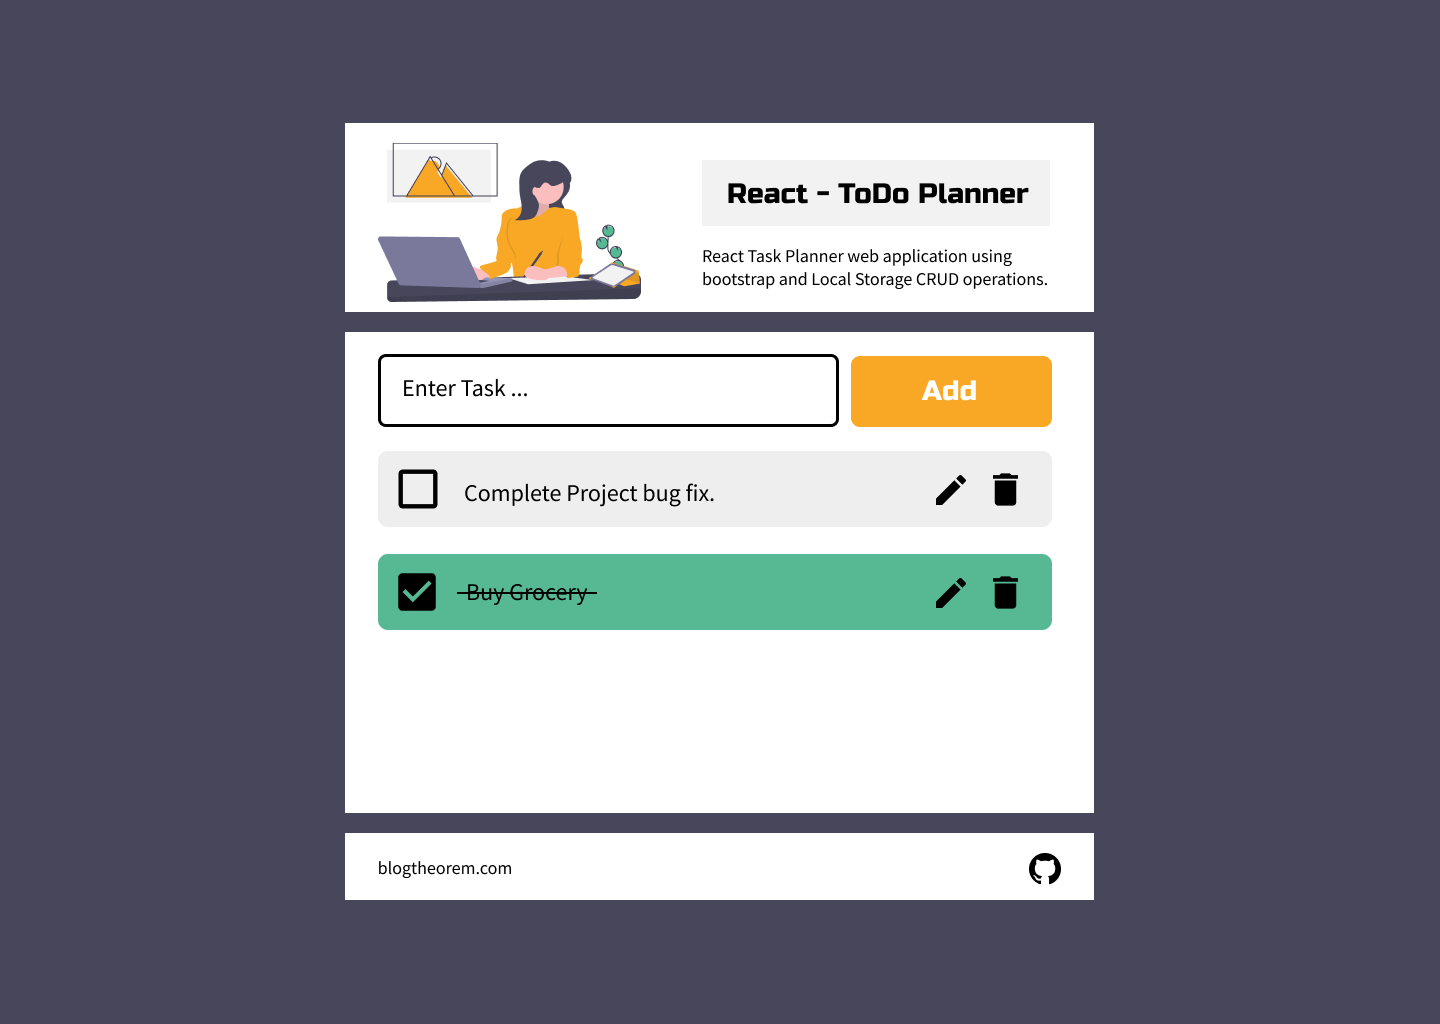 React - ToDo Planner
React Task Planner web application using
bootstrap and Local Storage CRUD operations.
Enter Task ...
Add
Complete Project bug fix.
Buy Grocery
blogtheorem.com